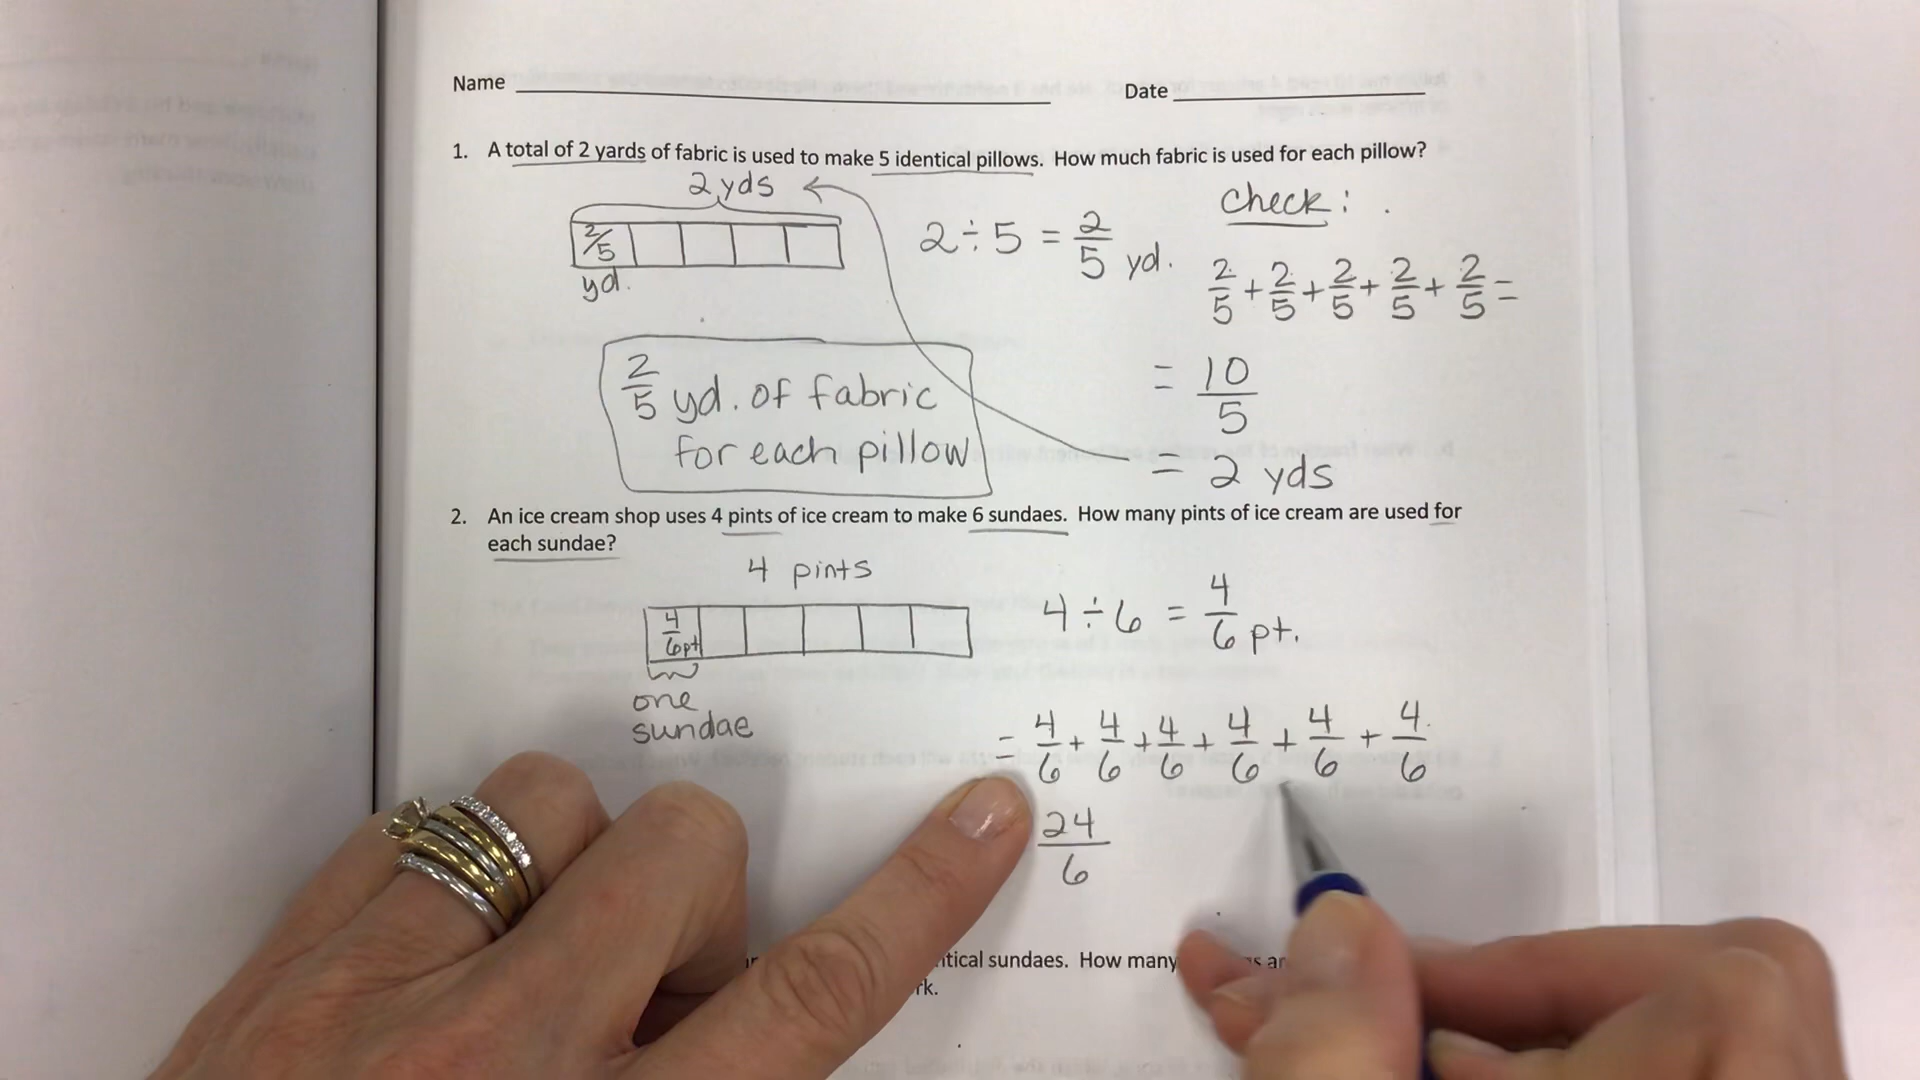 Name
Date
1. A total of 2 yards of fabric is used to make 5 identical pillows. How much fabric is used for each pillow?
2 yds
2/5
yd.
2 ÷ 5 = 2/5 yd.
check:
2/5 + 2/5 + 2/5 + 2/5 + 2/5 =
= 10/5
= 2 yds
2/5 yd. of fabric
for each pillow
2. An ice cream shop uses 4 pints of ice cream to make 6 sundaes. How many pints of ice cream are used for
each sundae?
4 pints
4/6 pt
one
sundae
4 ÷ 6 = 4/6 pt.
= 4/6 + 4/6 + 4/6 + 4/6 + 4/6 + 4/6
24/6
sundaes. How many